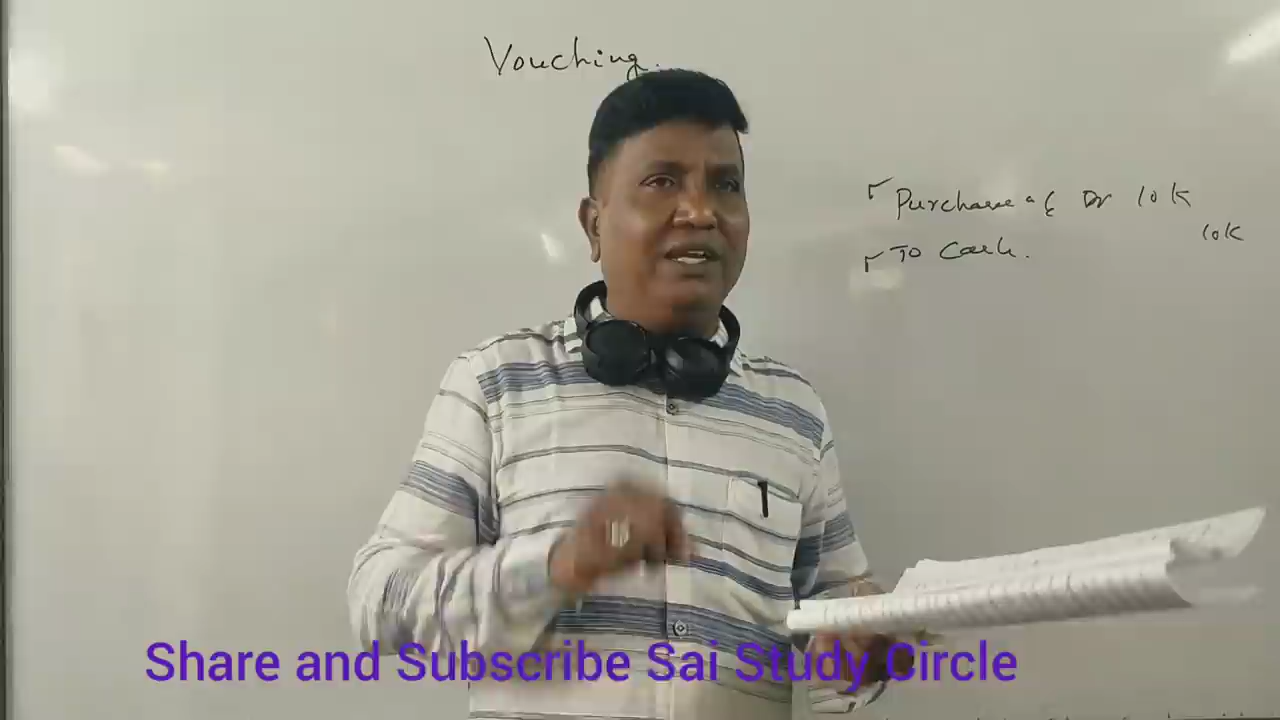 Vouching.
Purchase a/c Dr 10K
10K
To Cash.
Share and Subscribe Sai Study Circle